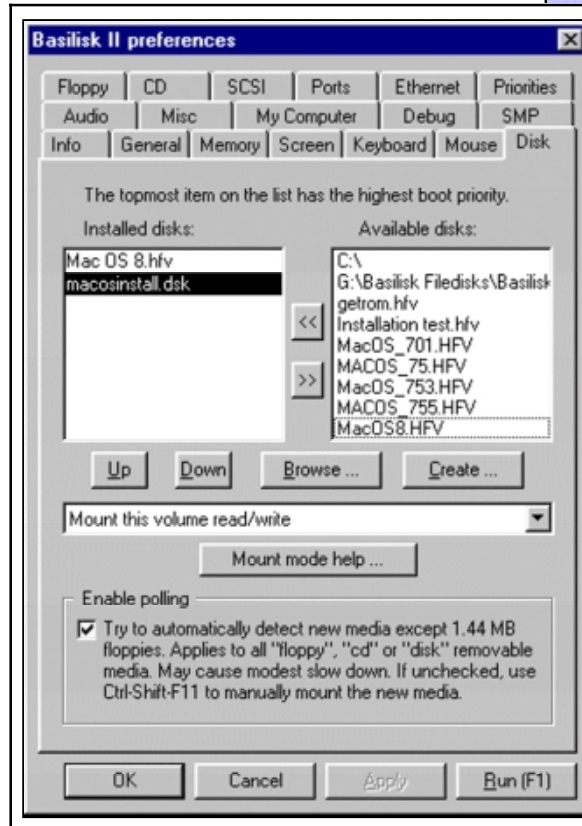 Basilisk II preferences
Floppy CD SCSI Ports Ethernet Priorities
Audio Misc My Computer Debug SMP
Info General Memory Screen Keyboard Mouse Disk
The topmost item on the list has the highest boot priority.
Installed disks:
Mac OS 8.hfv
macosinstall.dsk
<<
>>
Available disks:
C:\
G:\Basilisk Filedisks\Basilisk
getrom.hfv
Installation test.hfv
MacOS_701.HFV
MACOS_75.HFV
MacOS_753.HFV
MACOS_755.HFV
MacOS8.HFV
Up Down Browse ... Create ...
Mount this volume read/write
Mount mode help ...
Enable polling
Try to automatically detect new media except 1.44 MB
floppies. Applies to all "floppy", "cd" or "disk" removable
media. May cause modest slow down. If unchecked, use
Ctrl-Shift-F11 to manually mount the new media.
OK Cancel Apply Run (F1)